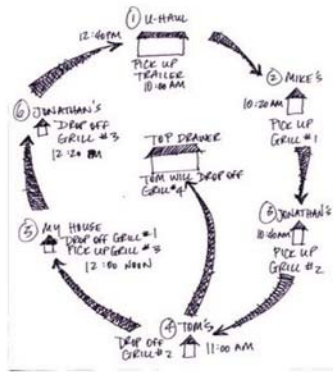 ① U-HAUL
PICK UP
TRAILER
10:00 AM
② MIKE'S
10:20 AM
PICK UP
GRILL #1
③ JONATHAN'S
10:40 AM
PICK UP
GRILL #2
④ TOM'S
DROP OFF
GRILL #2
11:00 AM
TOP DRAWER
TOM WILL DROP OFF
GRILL #4
⑤ MY HOUSE
DROP OFF GRILL #1
PICK UP GRILL #3
12:00 NOON
⑥ JONATHAN'S
DROP OFF
GRILL #3
12:20 PM
12:40 PM